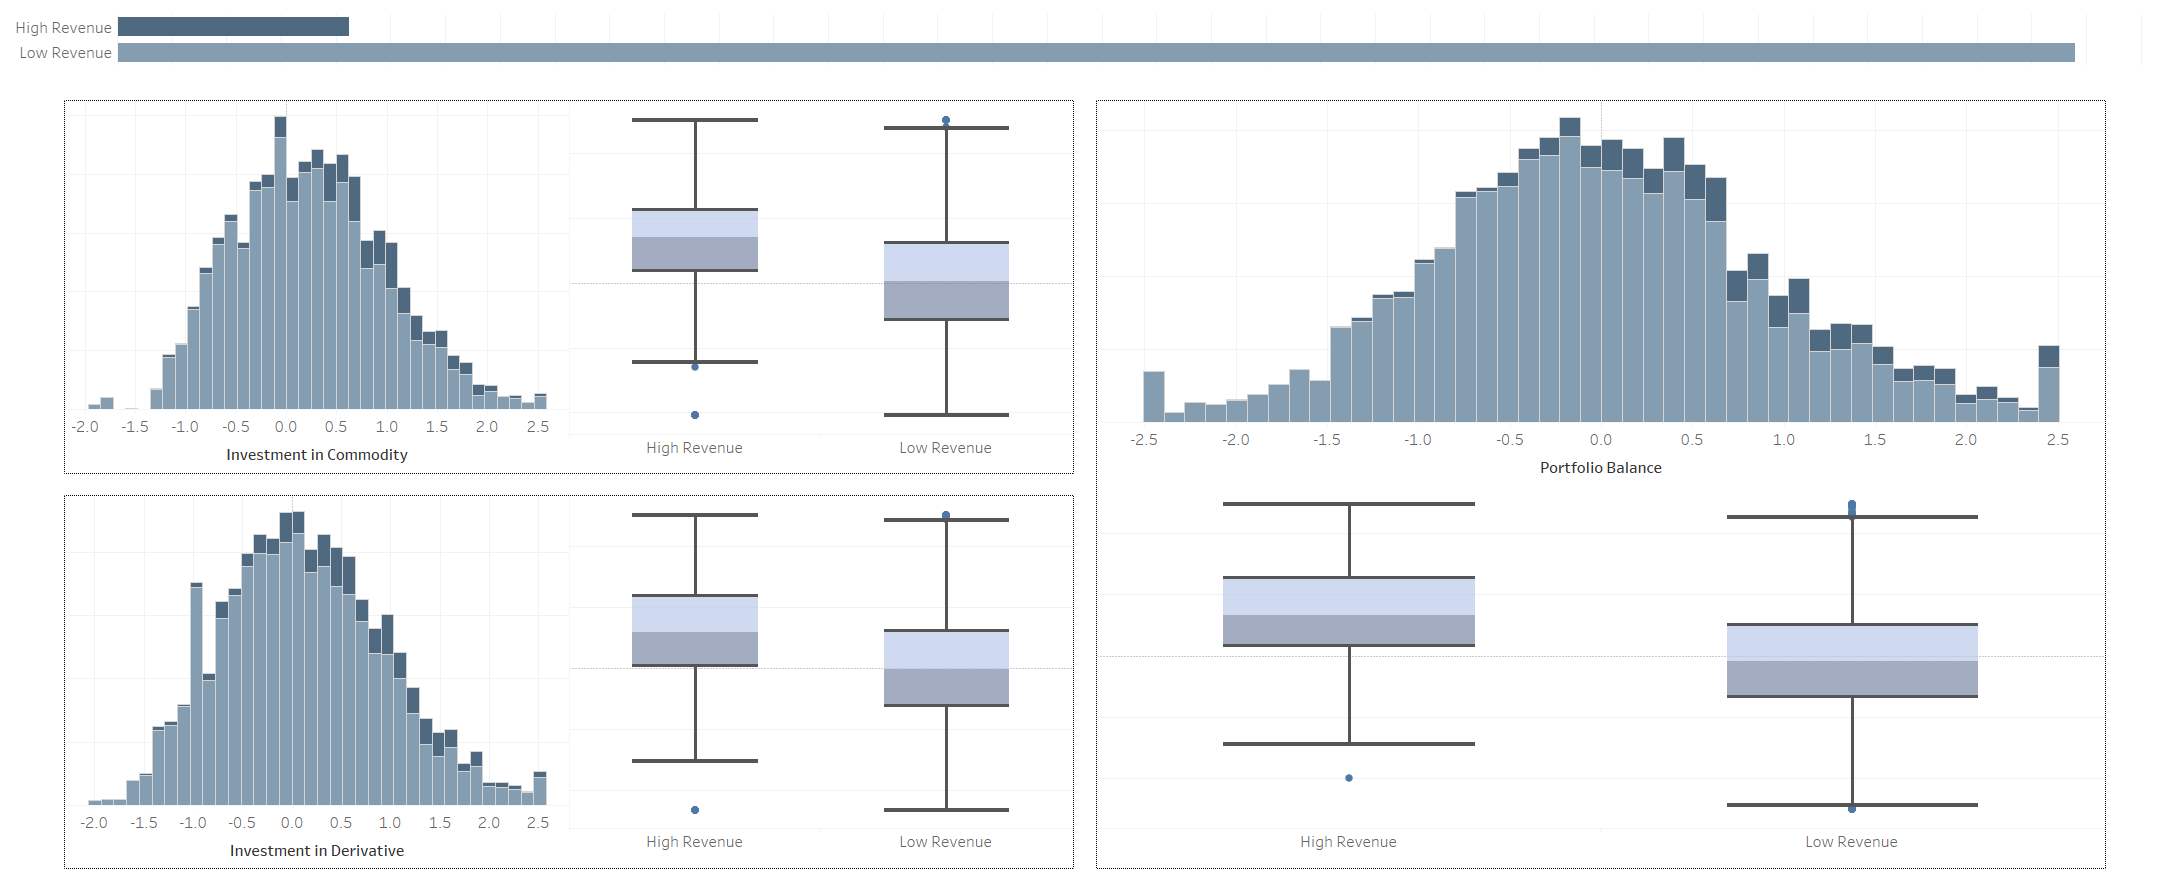 High Revenue
Low Revenue
-2.0 -1.5 -1.0 -0.5 0.0 0.5 1.0 1.5 2.0 2.5
Investment in Commodity
High Revenue Low Revenue
-2.5 -2.0 -1.5 -1.0 -0.5 0.0 0.5 1.0 1.5 2.0 2.5
Portfolio Balance
-2.0 -1.5 -1.0 -0.5 0.0 0.5 1.0 1.5 2.0 2.5
Investment in Derivative
High Revenue Low Revenue
High Revenue Low Revenue